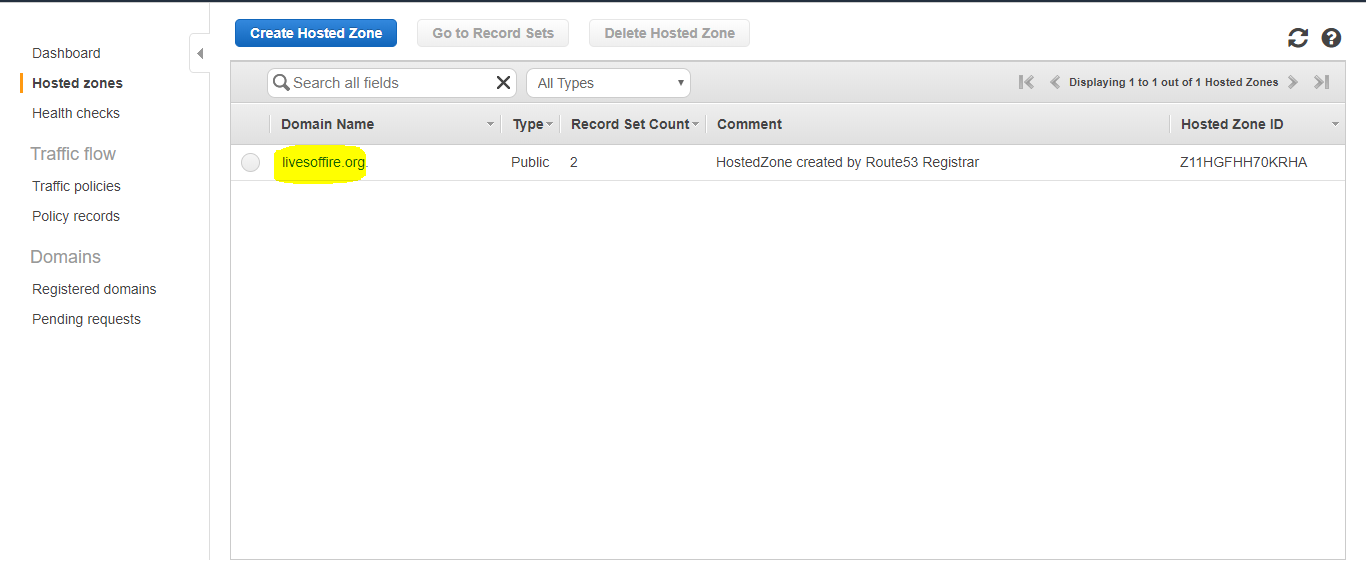 Create Hosted Zone Go to Record Sets Delete Hosted Zone
Dashboard
Hosted zones
Health checks
Traffic flow
Traffic policies
Policy records
Domains
Registered domains
Pending requests
Search all fields All Types Displaying 1 to 1 out of 1 Hosted Zones
Domain Name Type Record Set Count Comment Hosted Zone ID
livesoffire.org. Public 2 HostedZone created by Route53 Registrar Z11HGFHH70KRHA